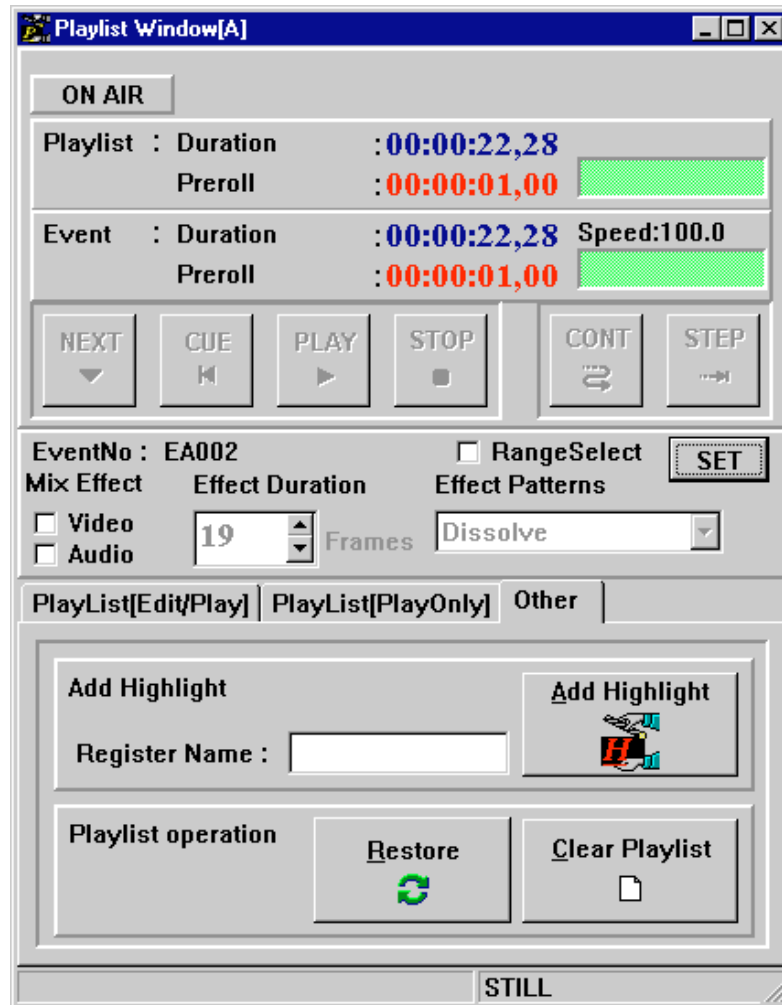 Playlist Window[A]
ON AIR
Playlist : Duration :00:00:22,28
Preroll :00:00:01,00
Event : Duration :00:00:22,28 Speed:100.0
Preroll :00:00:01,00
NEXT CUE PLAY STOP CONT STEP
EventNo : EA002 RangeSelect SET
Mix Effect Effect Duration Effect Patterns
Video
Audio
19 Frames Dissolve
PlayList[Edit/Play] PlayList[PlayOnly] Other
Add Highlight Add Highlight
H
Register Name :
Playlist operation Restore Clear Playlist
STILL